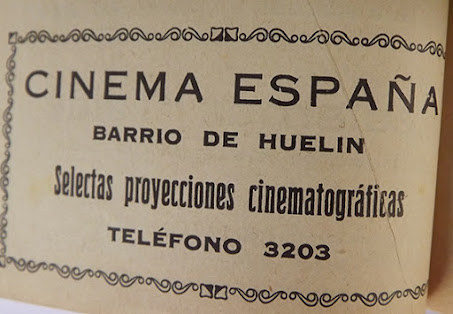 CINEMA ESPAÑA
BARRIO DE HUELIN
Selectas proyecciones cinematográficas
TELÉFONO 3203